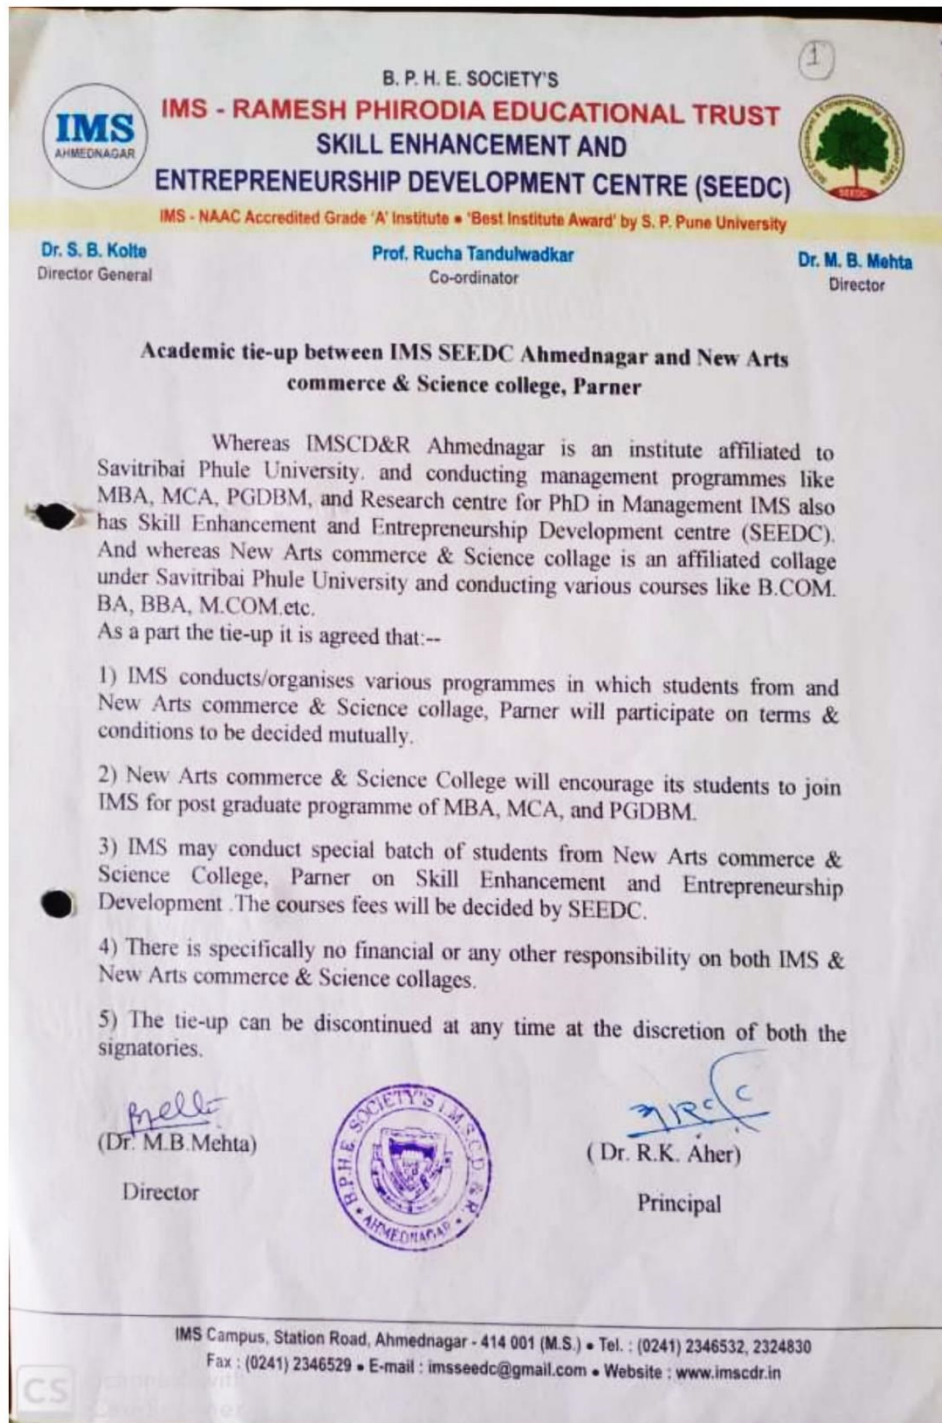 1
B. P. H. E. SOCIETY'S
IMS - RAMESH PHIRODIA EDUCATIONAL TRUST
SKILL ENHANCEMENT AND
ENTREPRENEURSHIP DEVELOPMENT CENTRE (SEEDC)
IMS
AHMEDNAGAR
SEEDC
IMS - NAAC Accredited Grade 'A' Institute • 'Best Institute Award' by S. P. Pune University
Dr. S. B. Kolte
Director General
Prof. Rucha Tandulwadkar
Co-ordinator
Dr. M. B. Mehta
Director
Academic tie-up between IMS SEEDC Ahmednagar and New Arts
commerce & Science college, Parner
Whereas IMSCD&R Ahmednagar is an institute affiliated to
Savitribai Phule University. and conducting management programmes like
MBA, MCA, PGDBM, and Research centre for PhD in Management IMS also
has Skill Enhancement and Entrepreneurship Development centre (SEEDC).
And whereas New Arts commerce & Science collage is an affiliated collage
under Savitribai Phule University and conducting various courses like B.COM.
BA, BBA, M.COM.etc.
As a part the tie-up it is agreed that:--
1) IMS conducts/organises various programmes in which students from and
New Arts commerce & Science collage, Parner will participate on terms &
conditions to be decided mutually.
2) New Arts commerce & Science College will encourage its students to join
IMS for post graduate programme of MBA, MCA, and PGDBM.
3) IMS may conduct special batch of students from New Arts commerce &
Science College, Parner on Skill Enhancement and Entrepreneurship
Development .The courses fees will be decided by SEEDC.
4) There is specifically no financial or any other responsibility on both IMS &
New Arts commerce & Science collages.
5) The tie-up can be discontinued at any time at the discretion of both the
signatories.
(Dr. M.B.Mehta)
Director
B.P.H.E. SOCIETY'S I.M.S.C.D. & R.
AHMEDNAGAR
( Dr. R.K. Aher)
Principal
IMS Campus, Station Road, Ahmednagar - 414 001 (M.S.) • Tel. : (0241) 2346532, 2324830
Fax : (0241) 2346529 • E-mail : imsseedc@gmail.com • Website : www.imscdr.in
CS